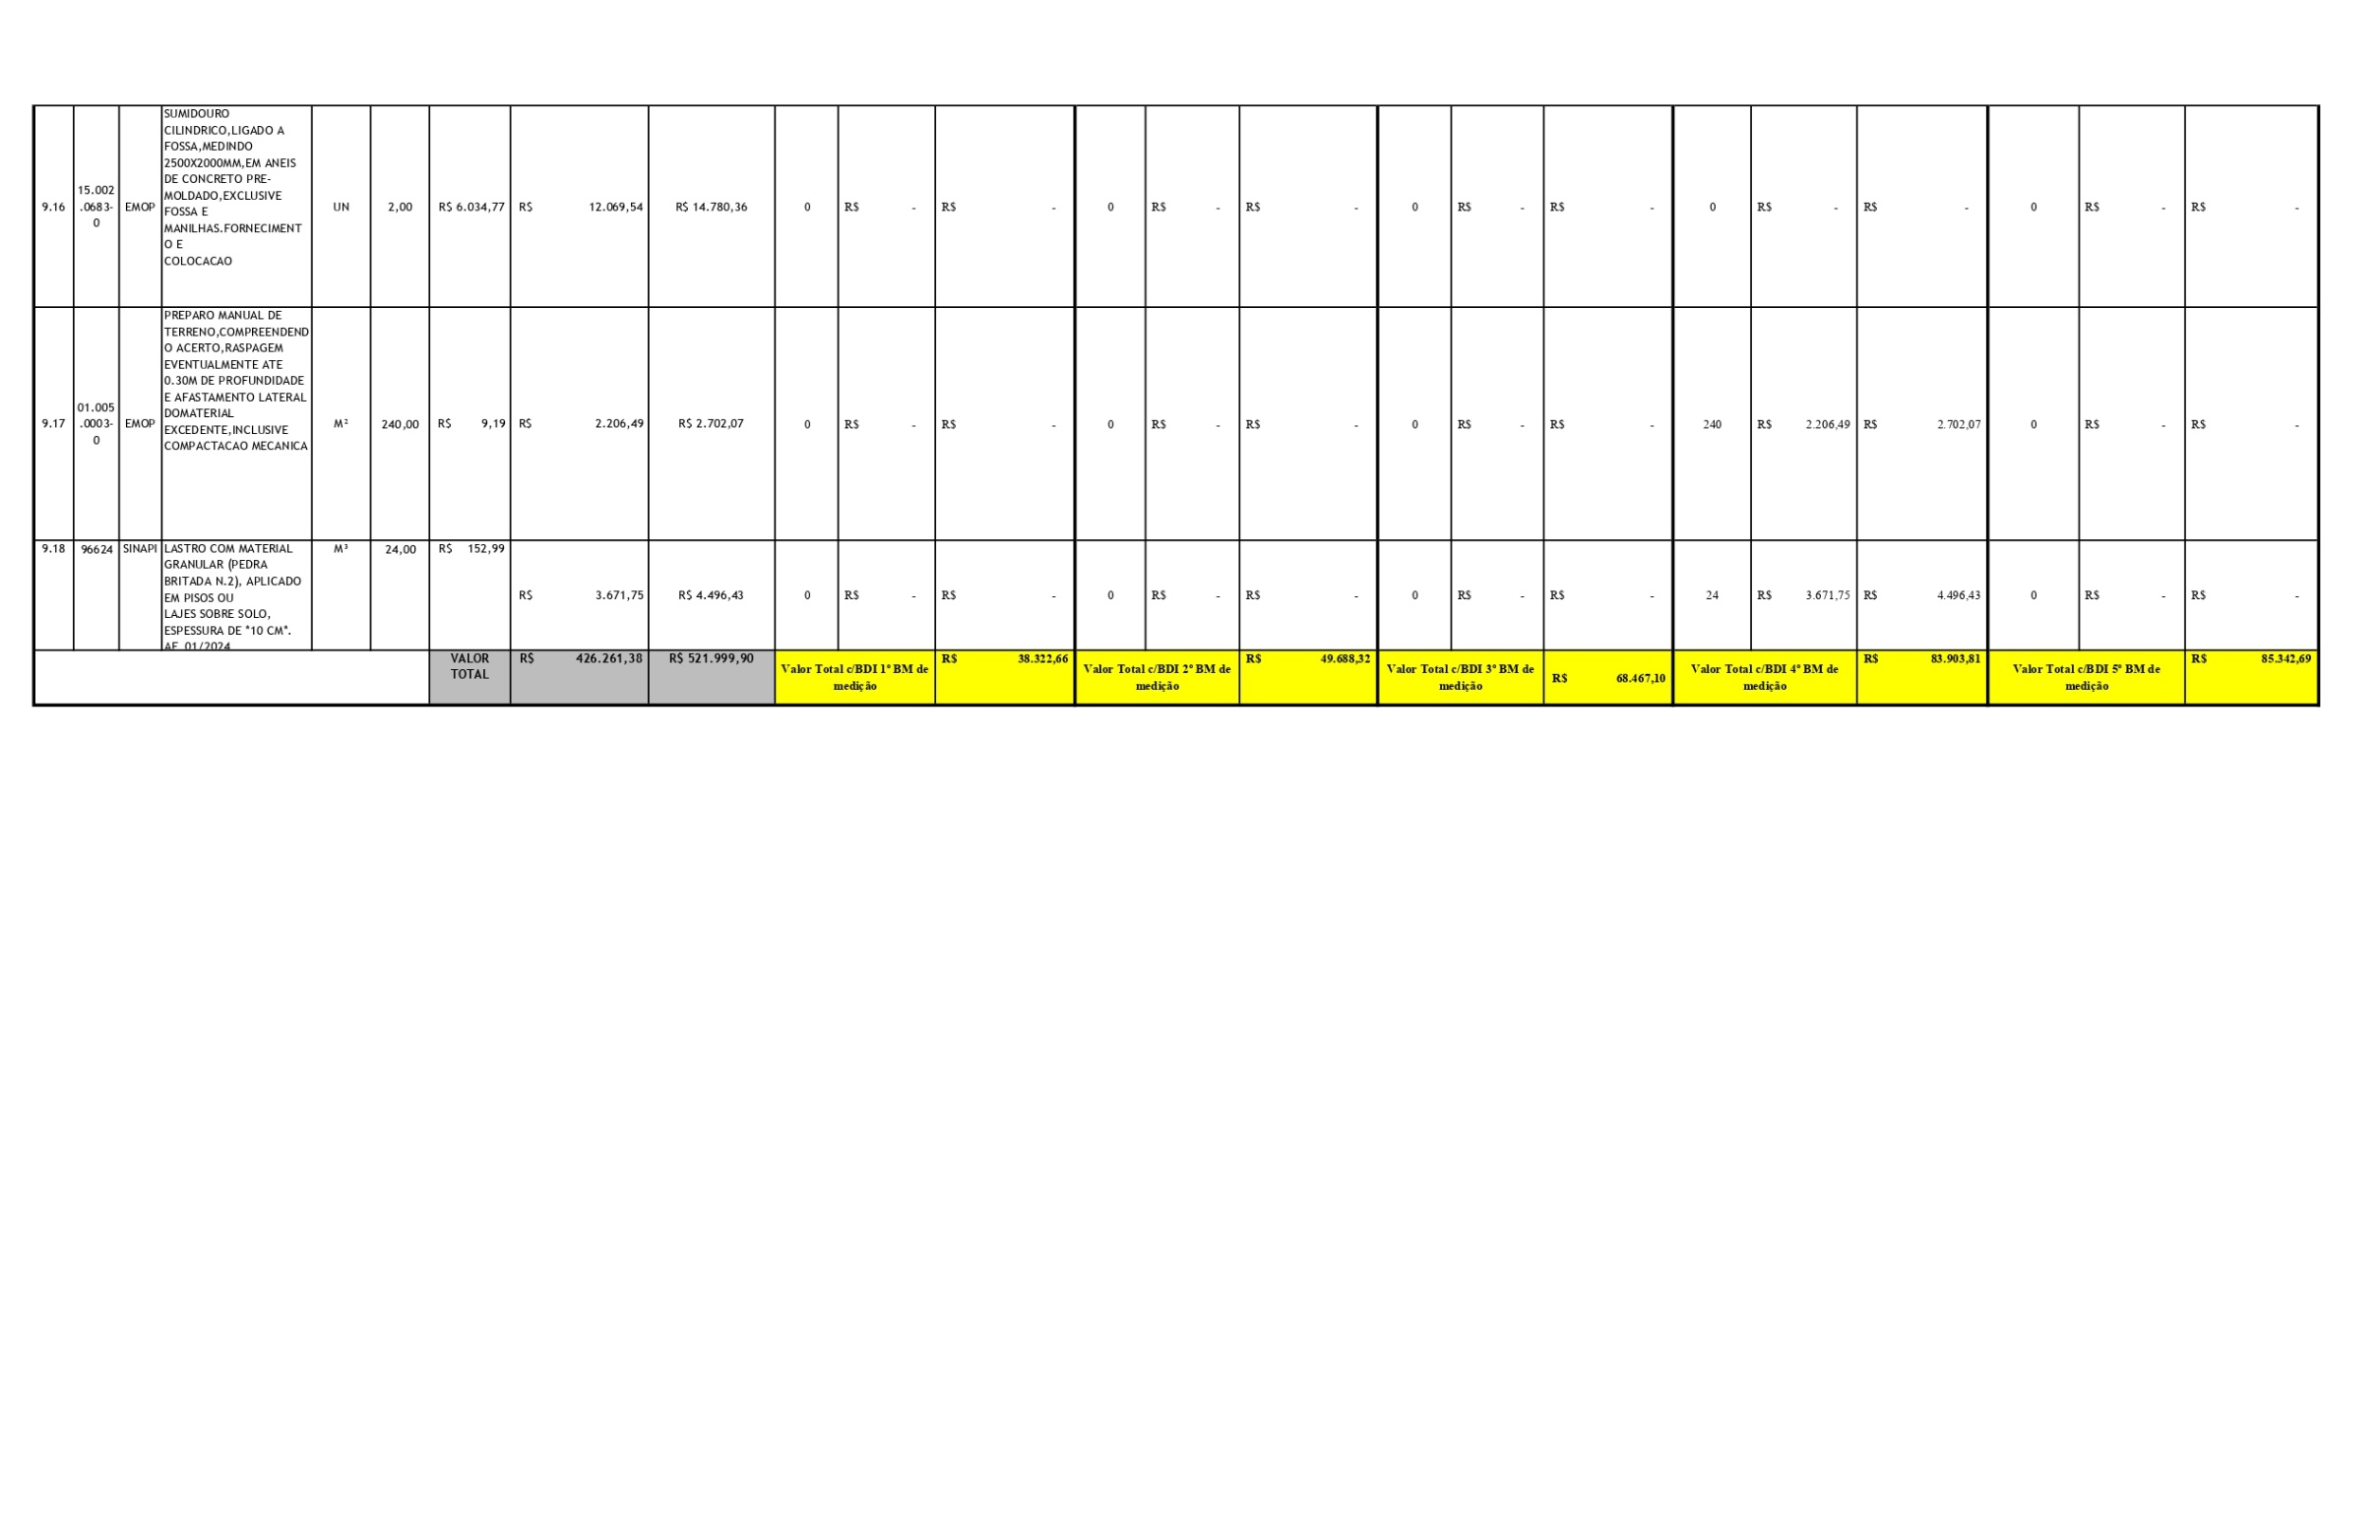 SUMIDOURO
CILINDRICO,LIGADO A
FOSSA,MEDINDO
2500X2000MM,EM ANEIS
DE CONCRETO PRE-
MOLDADO,EXCLUSIVE
FOSSA E
MANILHAS.FORNECIMENT
O E
COLOCACAO
9.16 15.002 .0683- 0 EMOP UN 2,00 R$ 6.034,77 R$ 12.069,54 R$ 14.780,36 0 R$ - R$ - 0 R$ - R$ - 0 R$ - R$ - 0 R$ - R$ - 0 R$ - R$ -
PREPARO MANUAL DE
TERRENO,COMPREENDEND
O ACERTO,RASPAGEM
EVENTUALMENTE ATE
0.30M DE PROFUNDIDADE
E AFASTAMENTO LATERAL
DOMATERIAL
EXCEDENTE,INCLUSIVE
COMPACTACAO MECANICA
9.17 01.005 .0003- 0 EMOP M² 240,00 R$ 9,19 R$ 2.206,49 R$ 2.702,07 0 R$ - R$ - 0 R$ - R$ - 0 R$ - R$ - 240 R$ 2.206,49 R$ 2.702,07 0 R$ - R$ -
9.18 96624 SINAPI LASTRO COM MATERIAL
GRANULAR (PEDRA
BRITADA N.2), APLICADO
EM PISOS OU
LAJES SOBRE SOLO,
ESPESSURA DE *10 CM*.
AF_01/2024
M³ 24,00 R$ 152,99 R$ 3.671,75 R$ 4.496,43 0 R$ - R$ - 0 R$ - R$ - 0 R$ - R$ - 24 R$ 3.671,75 R$ 4.496,43 0 R$ - R$ -
VALOR
TOTAL
R$ 426.261,38 R$ 521.999,90
Valor Total c/BDI 1º BM de
medição
R$ 38.322,66
Valor Total c/BDI 2º BM de
medição
R$ 49.688,32
Valor Total c/BDI 3º BM de
medição
R$ 68.467,10
Valor Total c/BDI 4º BM de
medição
R$ 83.903,81
Valor Total c/BDI 5º BM de
medição
R$ 85.342,69